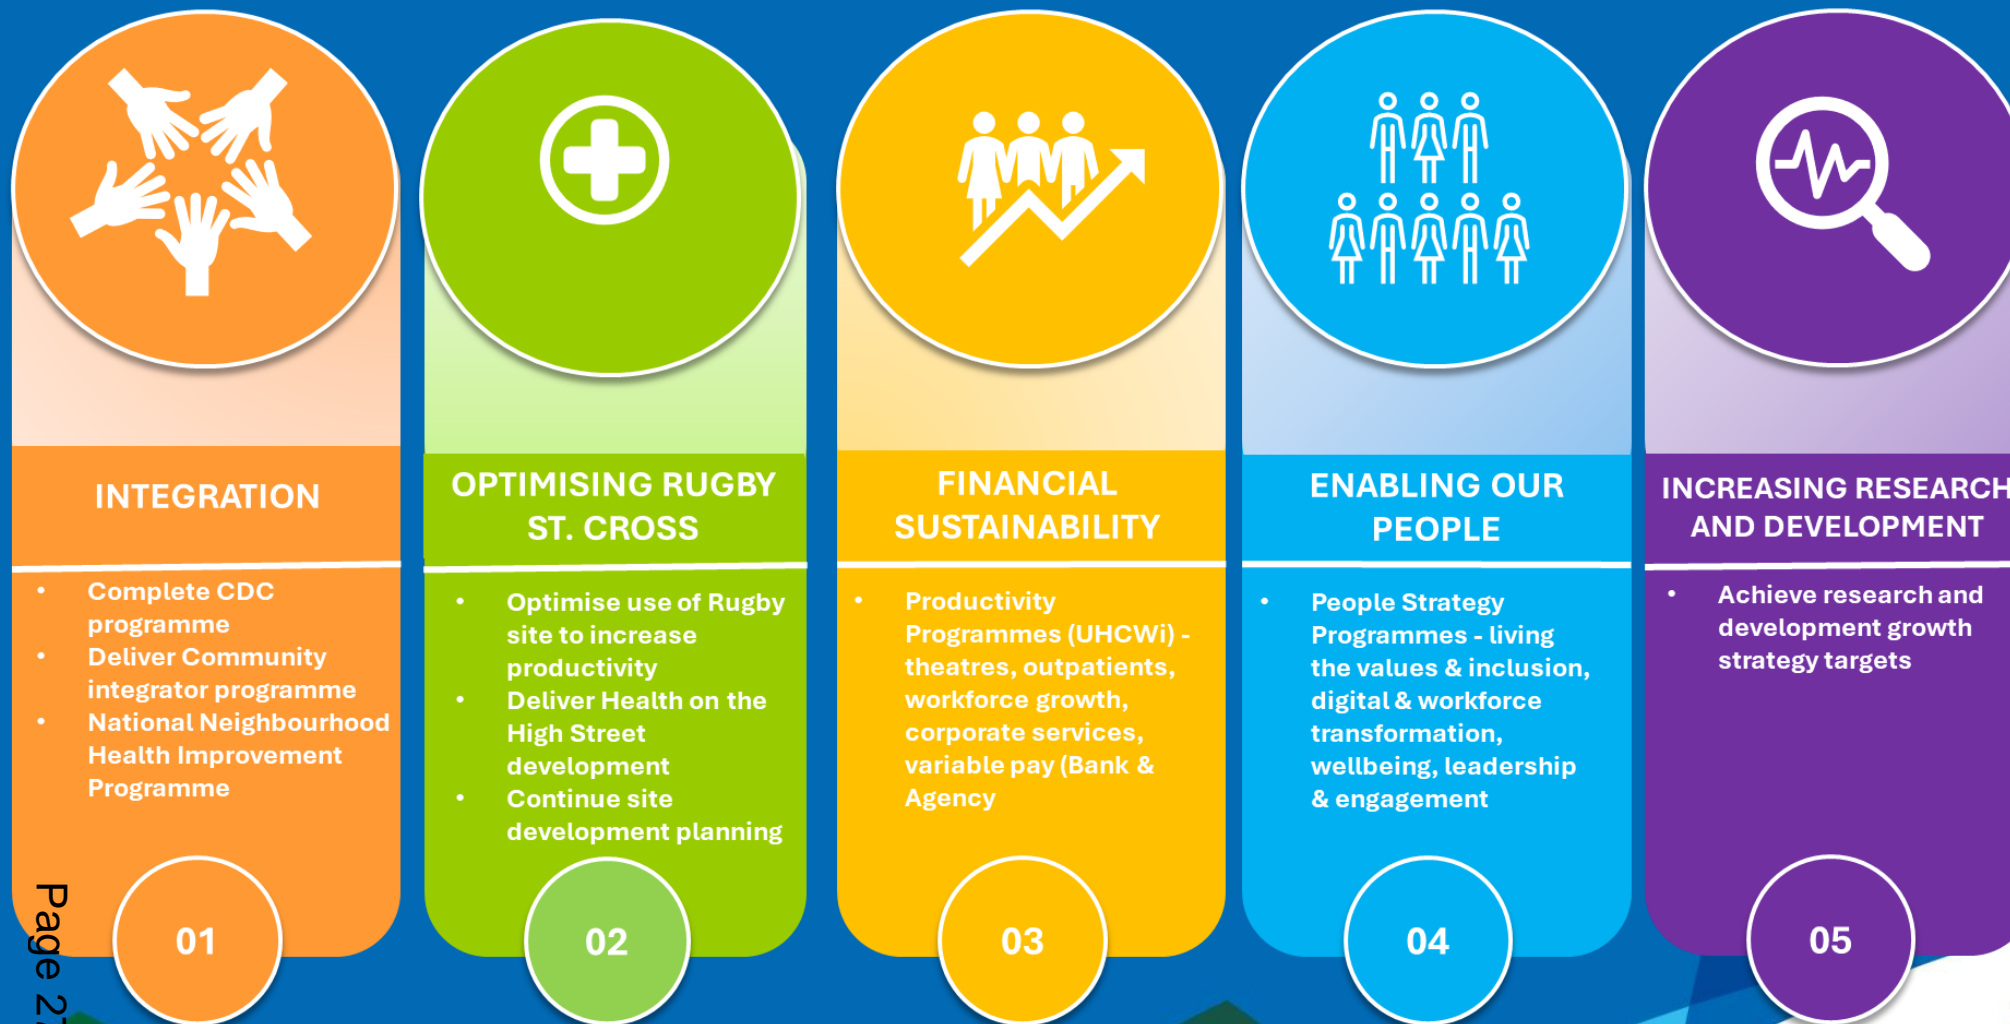 INTEGRATION
• Complete CDC
programme
• Deliver Community
integrator programme
• National Neighbourhood
Health Improvement
Programme
01
OPTIMISING RUGBY
ST. CROSS
• Optimise use of Rugby
site to increase
productivity
• Deliver Health on the
High Street
development
• Continue site
development planning
02
FINANCIAL
SUSTAINABILITY
• Productivity
Programmes (UHCWi) -
theatres, outpatients,
workforce growth,
corporate services,
variable pay (Bank &
Agency
03
ENABLING OUR
PEOPLE
• People Strategy
Programmes - living
the values & inclusion,
digital & workforce
transformation,
wellbeing, leadership
& engagement
04
INCREASING RESEARCH
AND DEVELOPMENT
• Achieve research and
development growth
strategy targets
05
Page